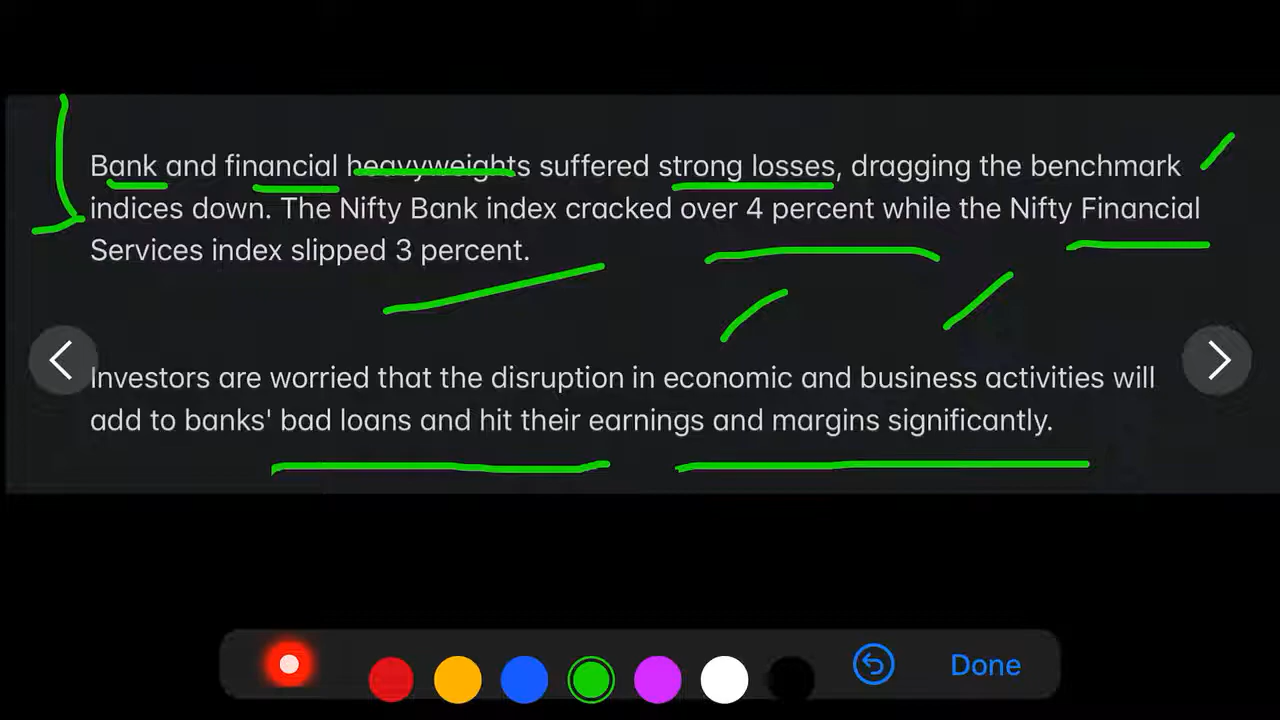 Bank and financial heavyweights suffered strong losses, dragging the benchmark
indices down. The Nifty Bank index cracked over 4 percent while the Nifty Financial
Services index slipped 3 percent.
Investors are worried that the disruption in economic and business activities will
add to banks' bad loans and hit their earnings and margins significantly.
Done